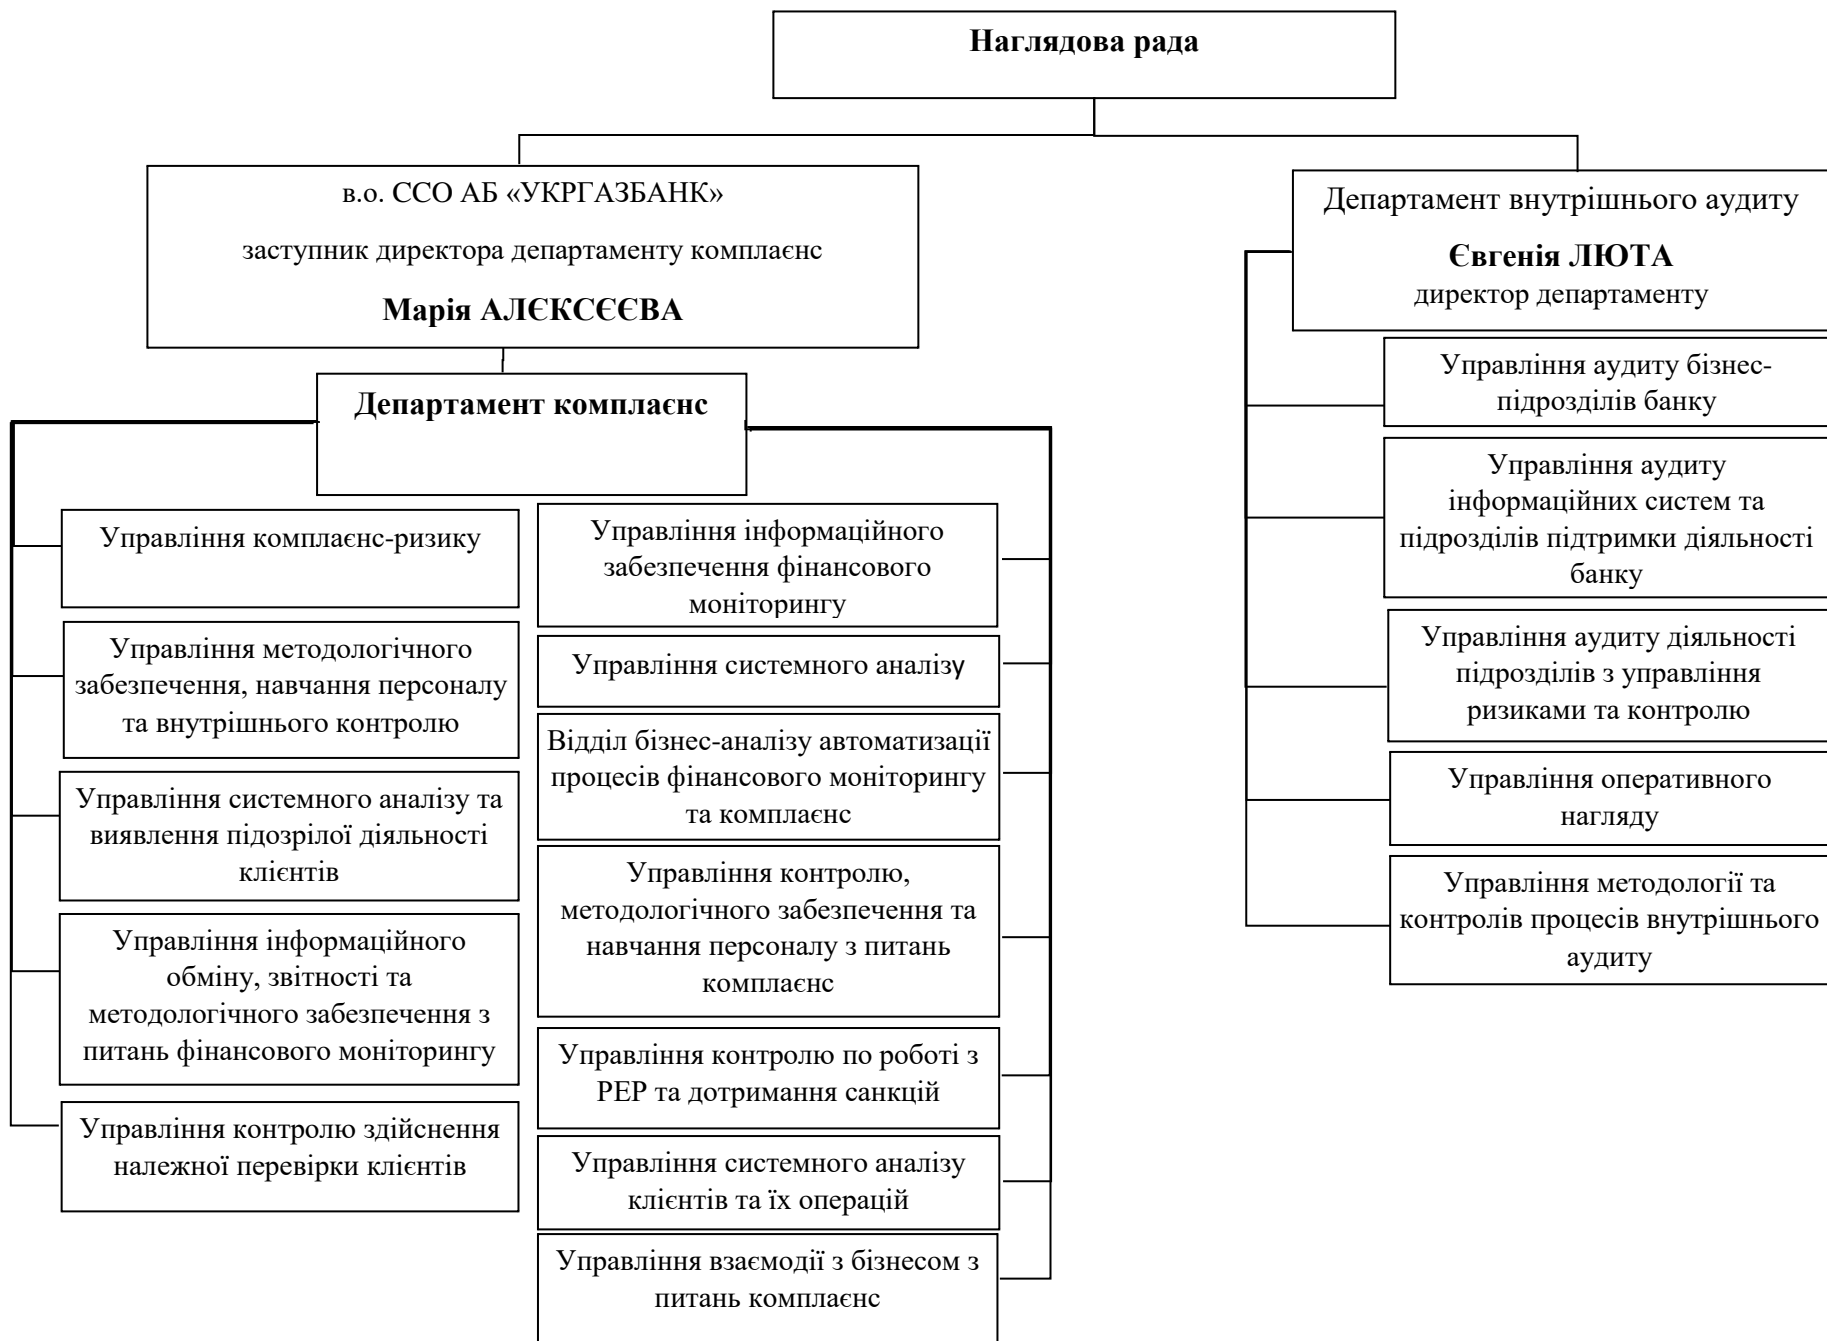 Наглядова рада
в.о. ССО АБ «УКРГАЗБАНК»
заступник директора департаменту комплаєнс
Марія АЛЄКСЄЄВА
Департамент комплаєнс
Управління комплаєнс-ризику
Управління методологічного
забезпечення, навчання персоналу
та внутрішнього контролю
Управління системного аналізу та
виявлення підозрілої діяльності
клієнтів
Управління інформаційного
обміну, звітності та
методологічного забезпечення з
питань фінансового моніторингу
Управління контролю здійснення
належної перевірки клієнтів
Управління інформаційного
забезпечення фінансового
моніторингу
Управління системного аналізу
Відділ бізнес-аналізу автоматизації
процесів фінансового моніторингу
та комплаєнс
Управління контролю,
методологічного забезпечення та
навчання персоналу з питань
комплаєнс
Управління контролю по роботі з
РЕР та дотримання санкцій
Управління системного аналізу
клієнтів та їх операцій
Управління взаємодії з бізнесом з
питань комплаєнс
Департамент внутрішнього аудиту
Євгенія ЛЮТА
директор департаменту
Управління аудиту бізнес-
підрозділів банку
Управління аудиту
інформаційних систем та
підрозділів підтримки діяльності
банку
Управління аудиту діяльності
підрозділів з управління
ризиками та контролю
Управління оперативного
нагляду
Управління методології та
контролів процесів внутрішнього
аудиту